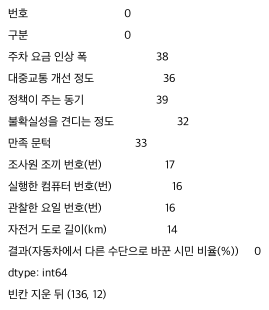 번호 0
구분 0
주차 요금 인상 폭 38
대중교통 개선 정도 36
정책이 주는 동기 39
불확실성을 견디는 정도 32
만족 문턱 33
조사원 조끼 번호(번) 17
실행한 컴퓨터 번호(번) 16
관찰한 요일 번호(번) 16
자전거 도로 길이(km) 14
결과(자동차에서 다른 수단으로 바꾼 시민 비율(%)) 0
dtype: int64
빈칸 지운 뒤 (136, 12)